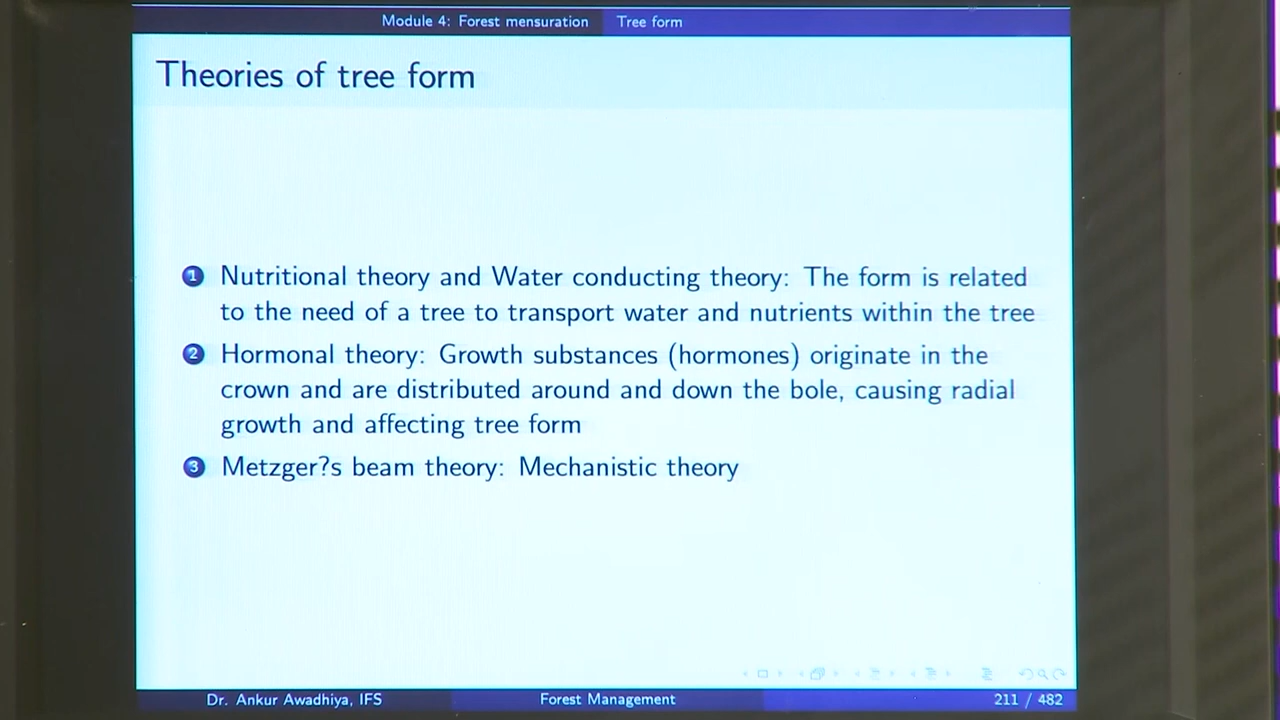 Module 4: Forest mensuration Tree form
Theories of tree form
1 Nutritional theory and Water conducting theory: The form is related
to the need of a tree to transport water and nutrients within the tree
2 Hormonal theory: Growth substances (hormones) originate in the
crown and are distributed around and down the bole, causing radial
growth and affecting tree form
3 Metzger?s beam theory: Mechanistic theory
Dr. Ankur Awadhiya, IFS Forest Management 211 / 482